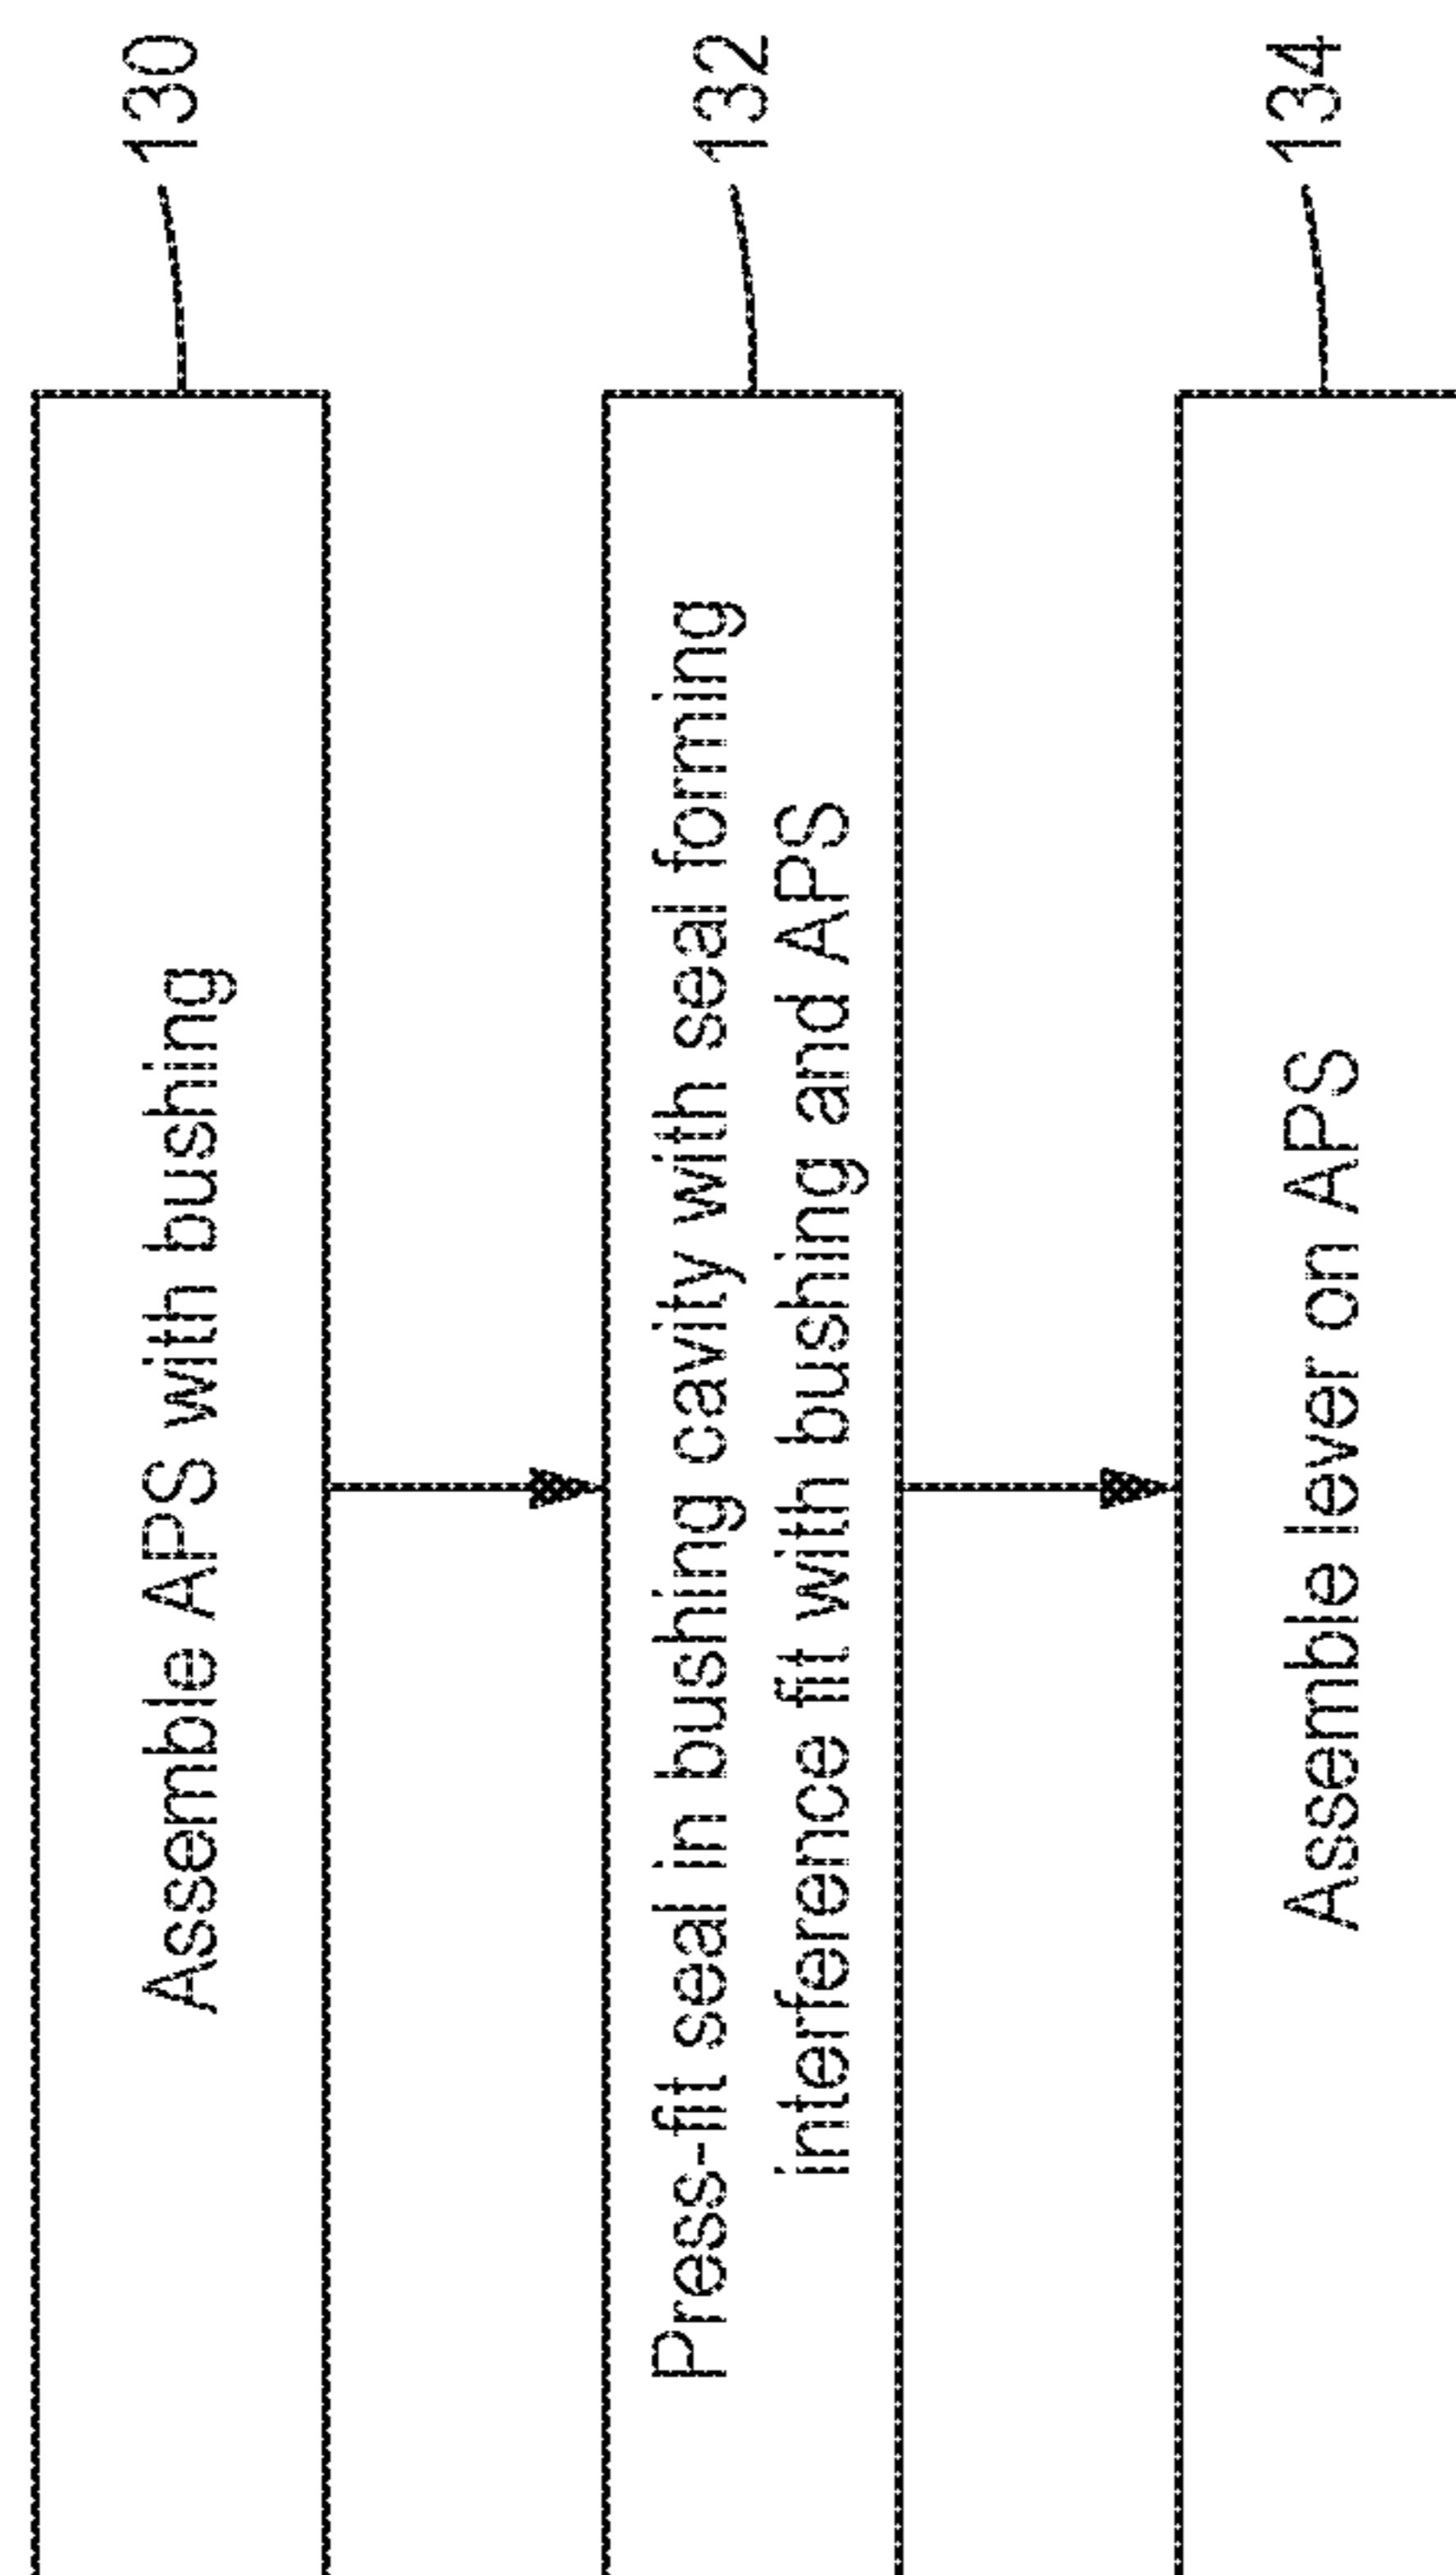 Assemble APS with bushing
130
Press-fit seal in bushing cavity with seal forming
interference fit with bushing and APS
132
Assemble lever on APS
134